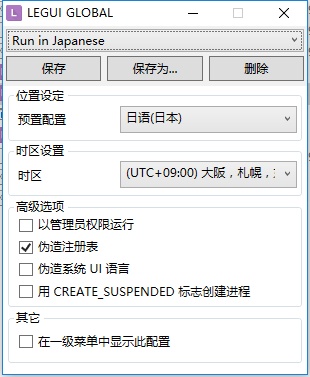 L LEGUI GLOBAL
Run in Japanese
保存 保存为... 删除
位置设定
预置配置 日语(日本)
时区设置
时区 (UTC+09:00) 大阪，札幌，
高级选项
以管理员权限运行
伪造注册表
伪造系统 UI 语言
用 CREATE_SUSPENDED 标志创建进程
其它
在一级菜单中显示此配置